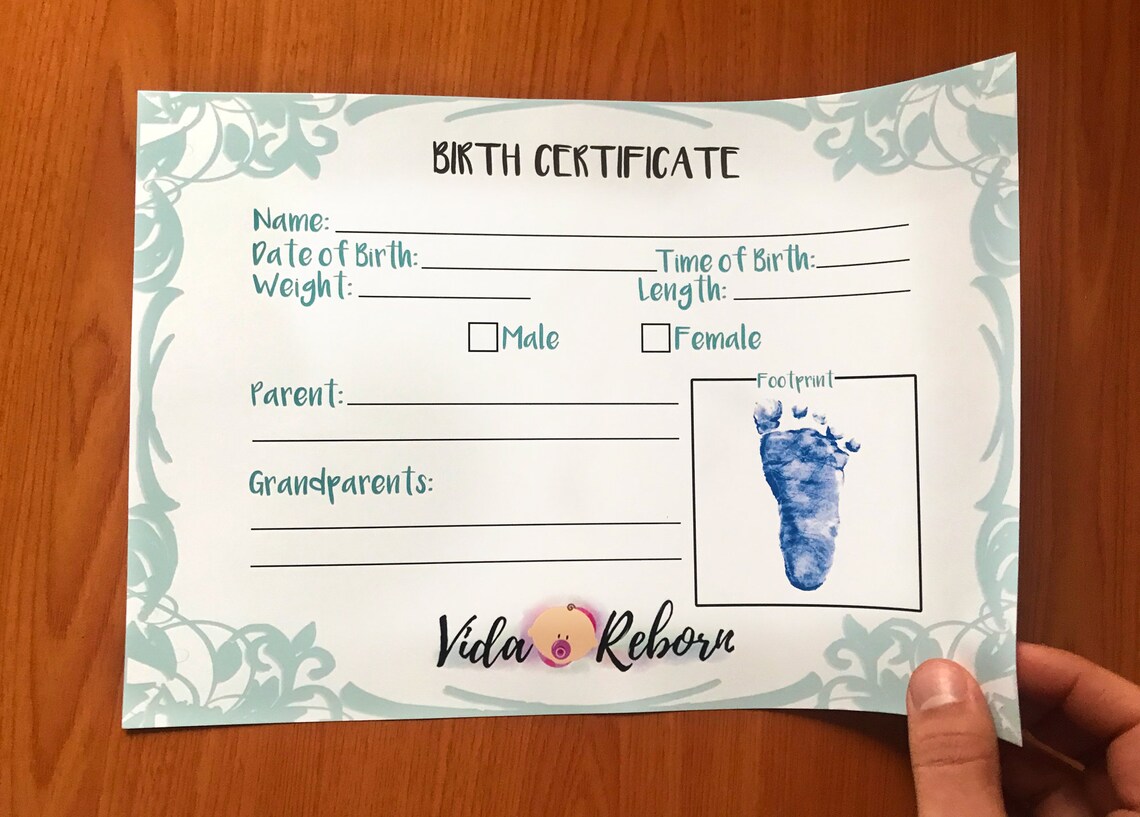 BIRTH CERTIFICATE
Name:
Date of Birth: Time of Birth:
Weight: Length:
Male Female
Footprint
Parent:
Grandparents:
Vida Reborn